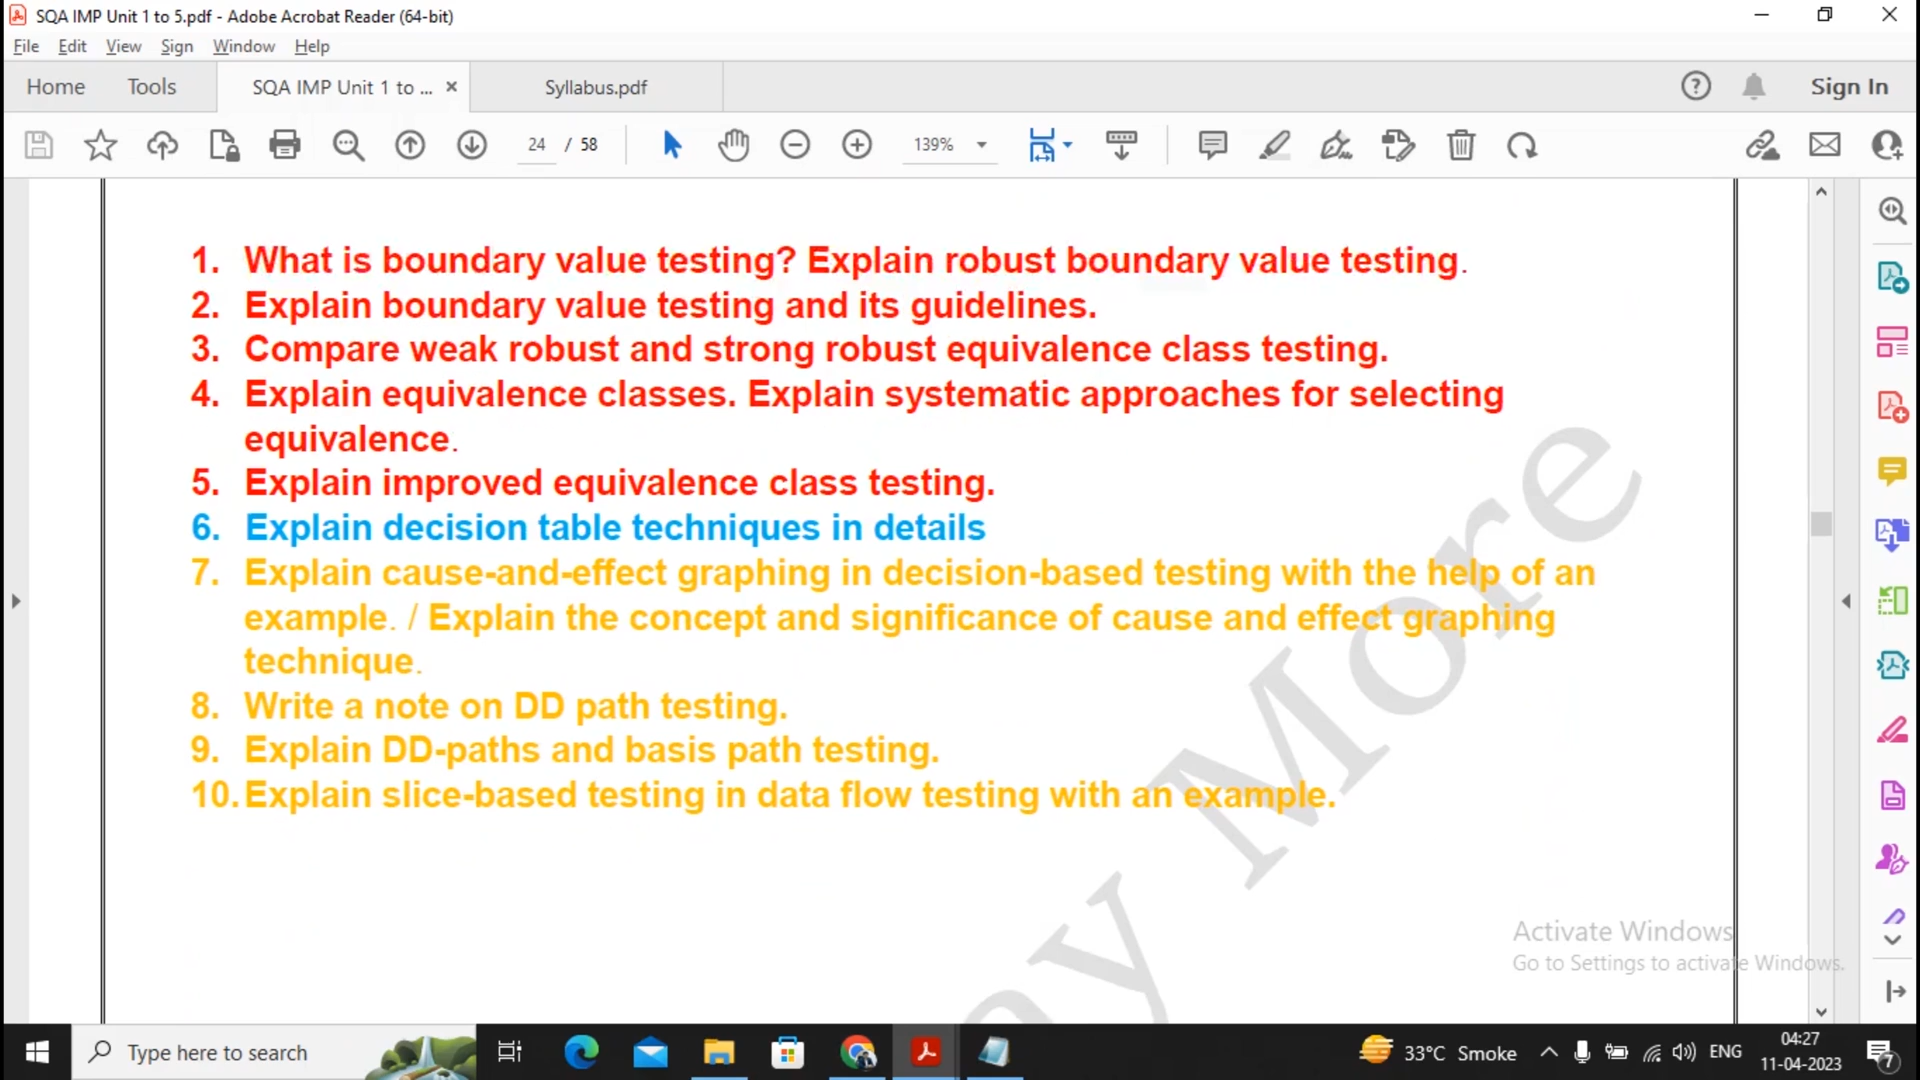 SQA IMP Unit 1 to 5.pdf - Adobe Acrobat Reader (64-bit)
File Edit View Sign Window Help
Home Tools SQA IMP Unit 1 to ... × Syllabus.pdf Sign In
24 / 58 139%
1. What is boundary value testing? Explain robust boundary value testing.
2. Explain boundary value testing and its guidelines.
3. Compare weak robust and strong robust equivalence class testing.
4. Explain equivalence classes. Explain systematic approaches for selecting
equivalence.
5. Explain improved equivalence class testing.
6. Explain decision table techniques in details
7. Explain cause-and-effect graphing in decision-based testing with the help of an
example. / Explain the concept and significance of cause and effect graphing
technique.
8. Write a note on DD path testing.
9. Explain DD-paths and basis path testing.
10. Explain slice-based testing in data flow testing with an example.
ay More
Activate Windows
Go to Settings to activate Windows.
Type here to search
33°C Smoke
ENG
04:27
11-04-2023
7